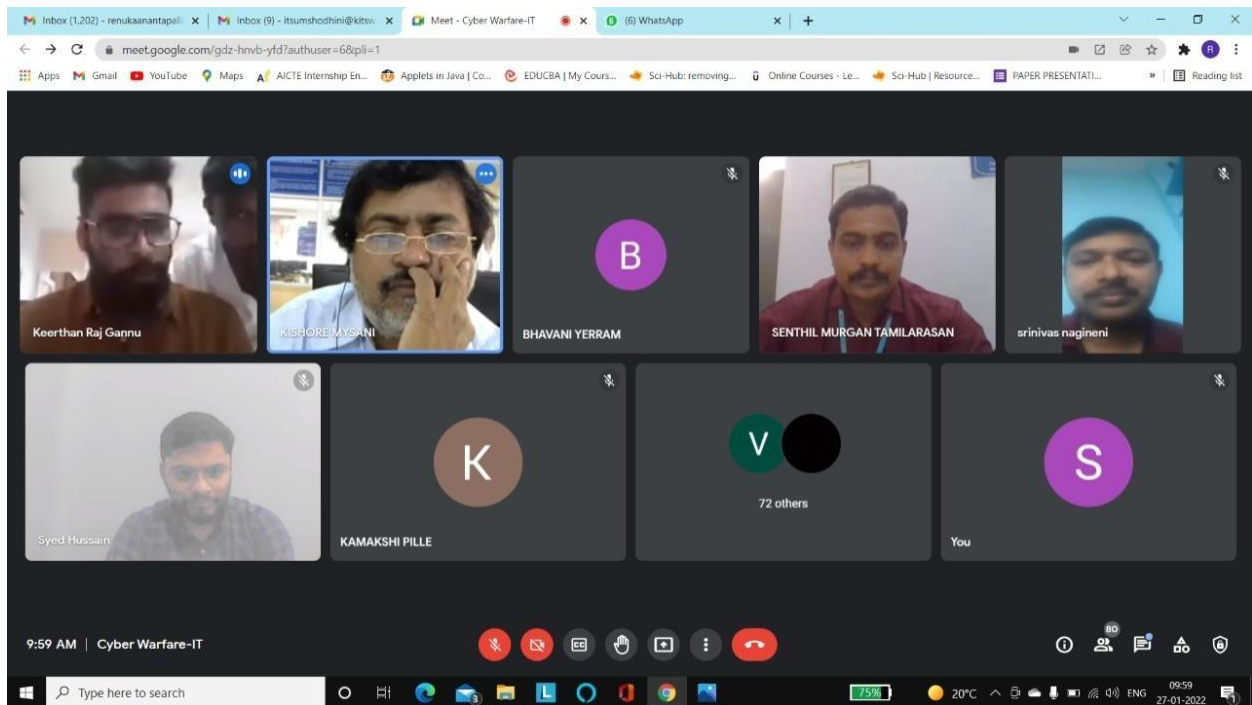 Inbox (1,202) - renukaanantapalli
Inbox (9) - itsumshodhini@kitsw.
Meet - Cyber Warfare-IT
(6) WhatsApp
meet.google.com/gdz-hnvb-yfd?authuser=6&pli=1
R
Apps
Gmail
YouTube
Maps
AICTE Internship En...
Applets in Java | Co...
EDUCBA | My Cours...
Sci-Hub: removing...
Online Courses - Le...
Sci-Hub | Resource...
PAPER PRESENTATI...
Reading list
Keerthan Raj Gannu
KISHORE MYSANI
B
BHAVANI YERRAM
SENTHIL MURGAN TAMILARASAN
srinivas nagineni
Syed Hussain
K
KAMAKSHI PILLE
V
72 others
S
You
9:59 AM | Cyber Warfare-IT
80
Type here to search
75%
20°C
ENG
09:59
27-01-2022